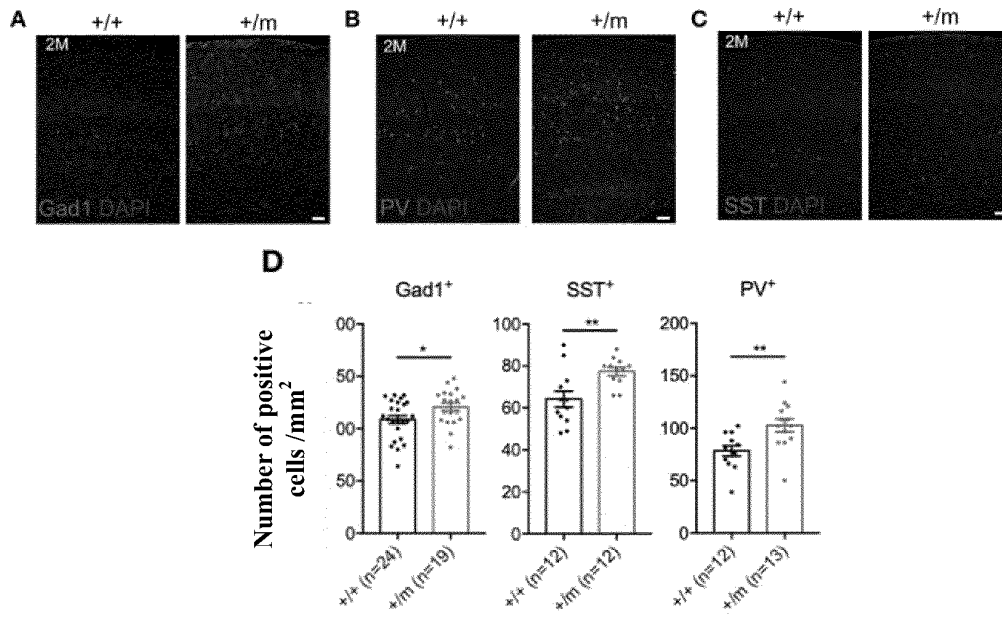 A +/+ +/m B +/+ +/m C +/+ +/m
2M 2M
Gad1 DAPI PV DAPI SST DAPI
D
Gad1⁺ SST⁺ PV⁺
Number of positive
cells /mm²
00
50
00
50
0
*
100
80
60
40
20
0
**
200
150
100
50
0
**
+/+ (n=24) +/m (n=19) +/+ (n=12) +/m (n=12) +/+ (n=12) +/m (n=13)